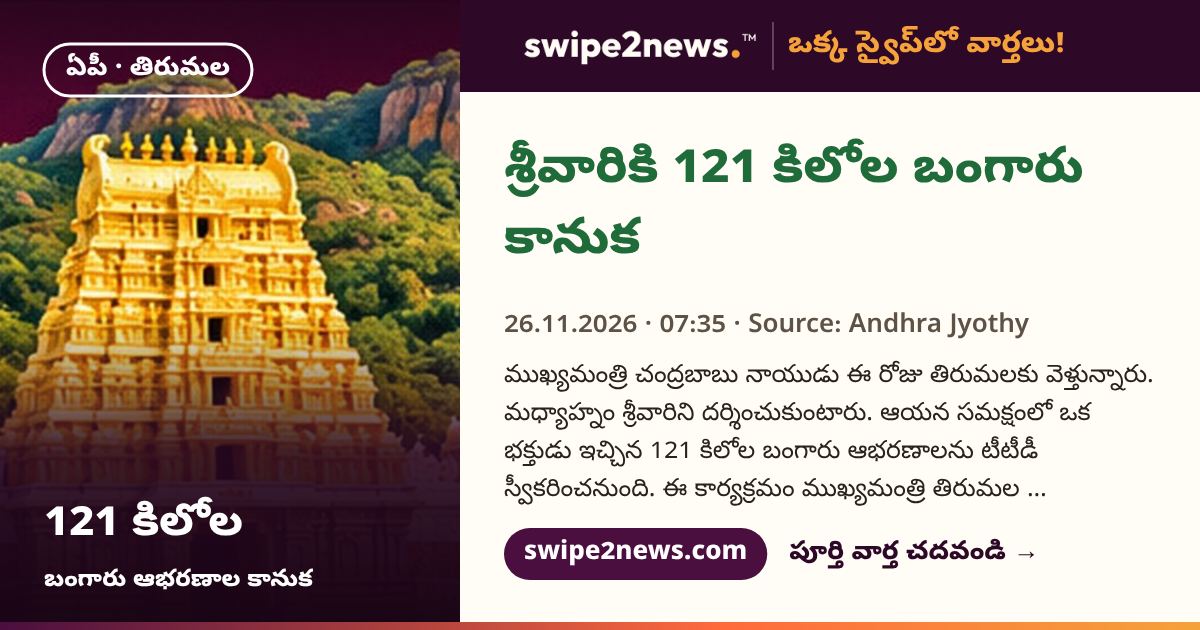 ఏపీ · తిరుమల
swipe2news.™
ఒక్క స్వైప్‌లో వార్తలు!
శ్రీవారికి 121 కిలోల బంగారు
కానుక
26.11.2026 · 07:35 · Source: Andhra Jyothy
ముఖ్యమంత్రి చంద్రబాబు నాయుడు ఈ రోజు తిరుమలకు వెళ్తున్నారు.
మధ్యాహ్నం శ్రీవారిని దర్శించుకుంటారు. ఆయన సమక్షంలో ఒక
భక్తుడు ఇచ్చిన 121 కిలోల బంగారు ఆభరణాలను టీటీడీ
స్వీకరించనుంది. ఈ కార్యక్రమం ముఖ్యమంత్రి తిరుమల ...
121 కిలోల
బంగారు ఆభరణాల కానుక
swipe2news.com
పూర్తి వార్త చదవండి →